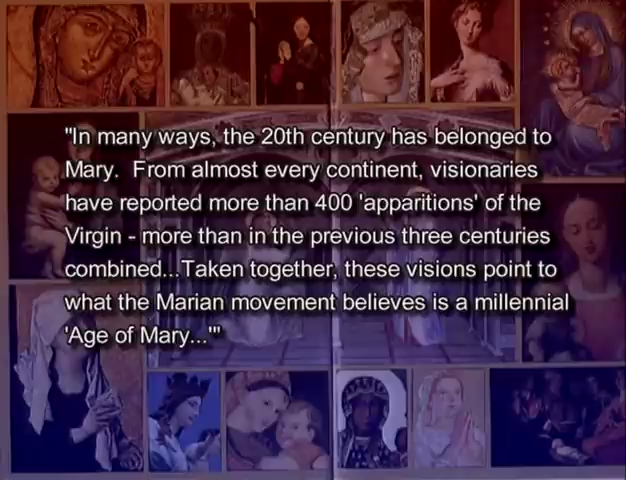 "In many ways, the 20th century has belonged to
Mary.  From almost every continent, visionaries
have reported more than 400 'apparitions' of the
Virgin - more than in the previous three centuries
combined...Taken together, these visions point to
what the Marian movement believes is a millennial
'Age of Mary...'"